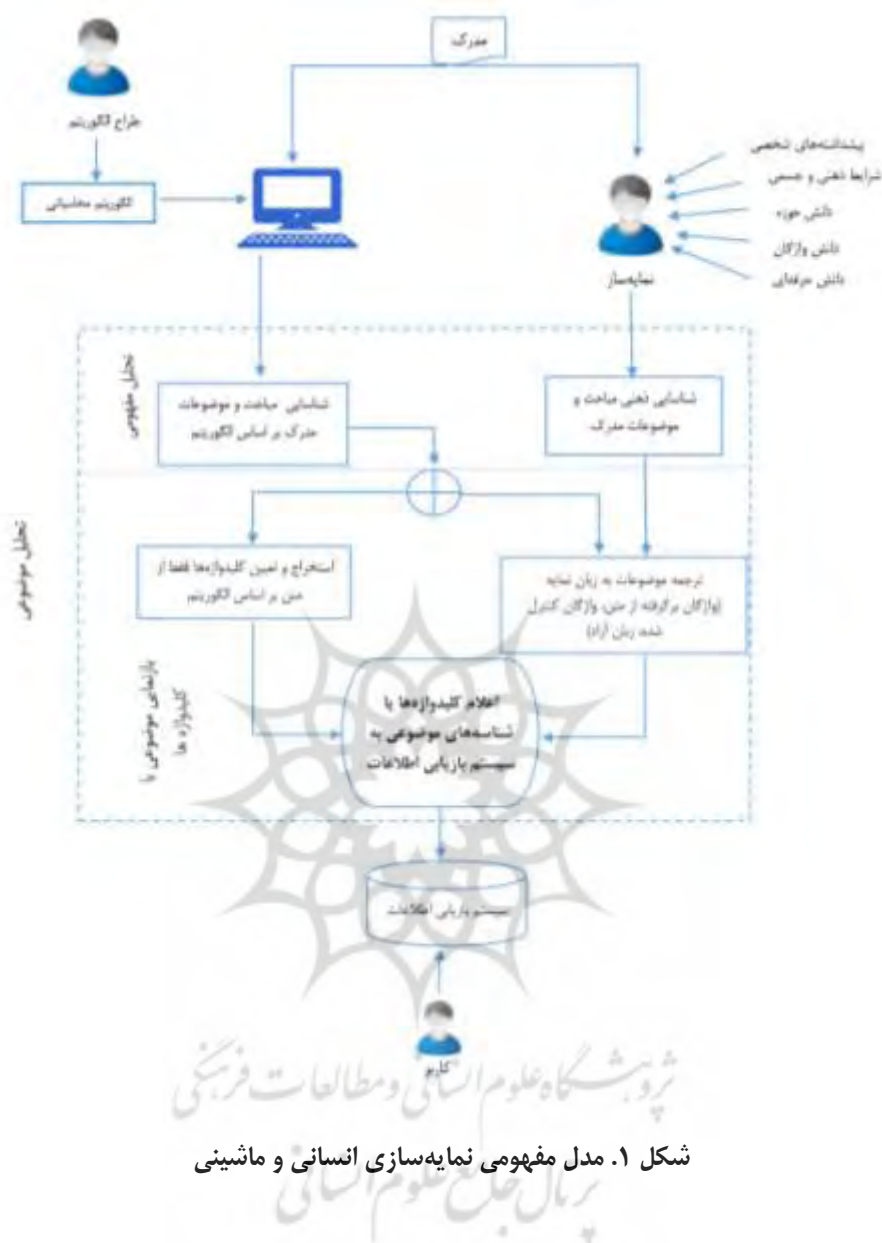 مدرک
طراح الگوریتم
الگوریتم محاسباتی
پیشداشته‌های شخصی
شرایط ذهنی و جسمی
دانش حوزه
دانش واژگان
دانش حرفه‌ای
نمایه‌ساز
تحلیل موضوعی
تحلیل مفهومی
شناسایی ذهنی مباحث و
موضوعات مدرک
شناسایی مباحث و موضوعات
مدرک بر اساس الگوریتم
بازنمای موضوعی با
کلیدواژه ها
ترجمه موضوعات به زبان نمایه
(واژگان برگرفته از متن، واژگان کنترل
شده، زبان آزاد)
استخراج و تعیین کلیدواژه‌ها فقط از
متن بر اساس الگوریتم
اعلام کلیدواژه‌ها یا
شناسه‌های موضوعی به
سیستم بازیابی اطلاعات
سیستم بازیابی اطلاعات
کاربر
پژوهشگاه علوم انسانی و مطالعات فرهنگی
شکل ۱. مدل مفهومی نمایه‌سازی انسانی و ماشینی
پرتال جامع علوم انسانی